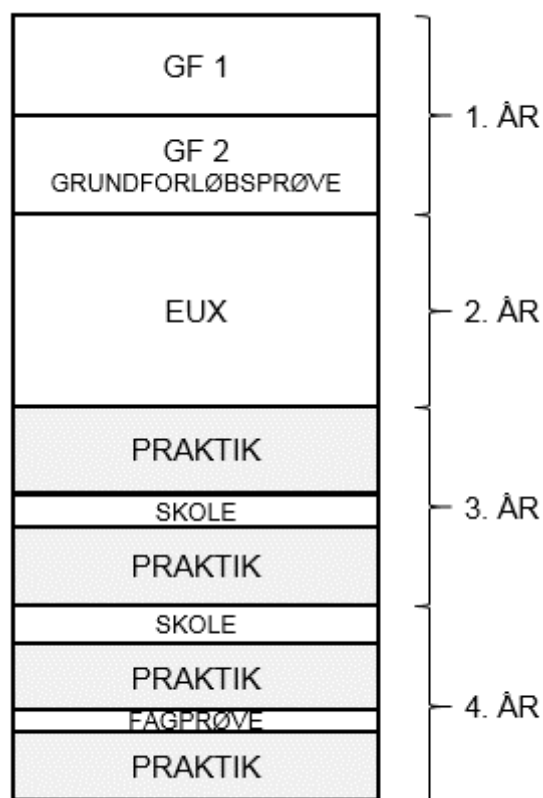 GF 1
GF 2
GRUNDFORLØBSPRØVE
1. ÅR
EUX
2. ÅR
PRAKTIK
SKOLE
PRAKTIK
3. ÅR
SKOLE
PRAKTIK
FAGPRØVE
PRAKTIK
4. ÅR